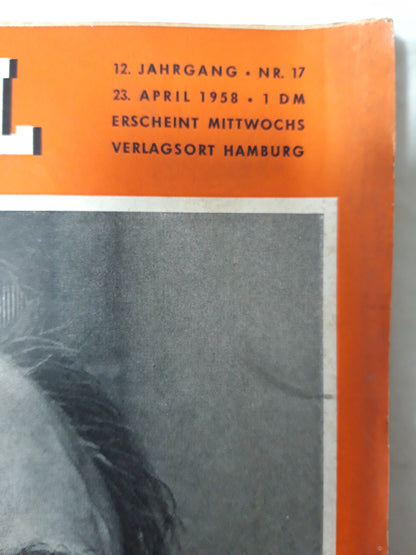 L
12. JAHRGANG • NR. 17
23. APRIL 1958 • 1 DM
ERSCHEINT MITTWOCHS
VERLAGSORT HAMBURG